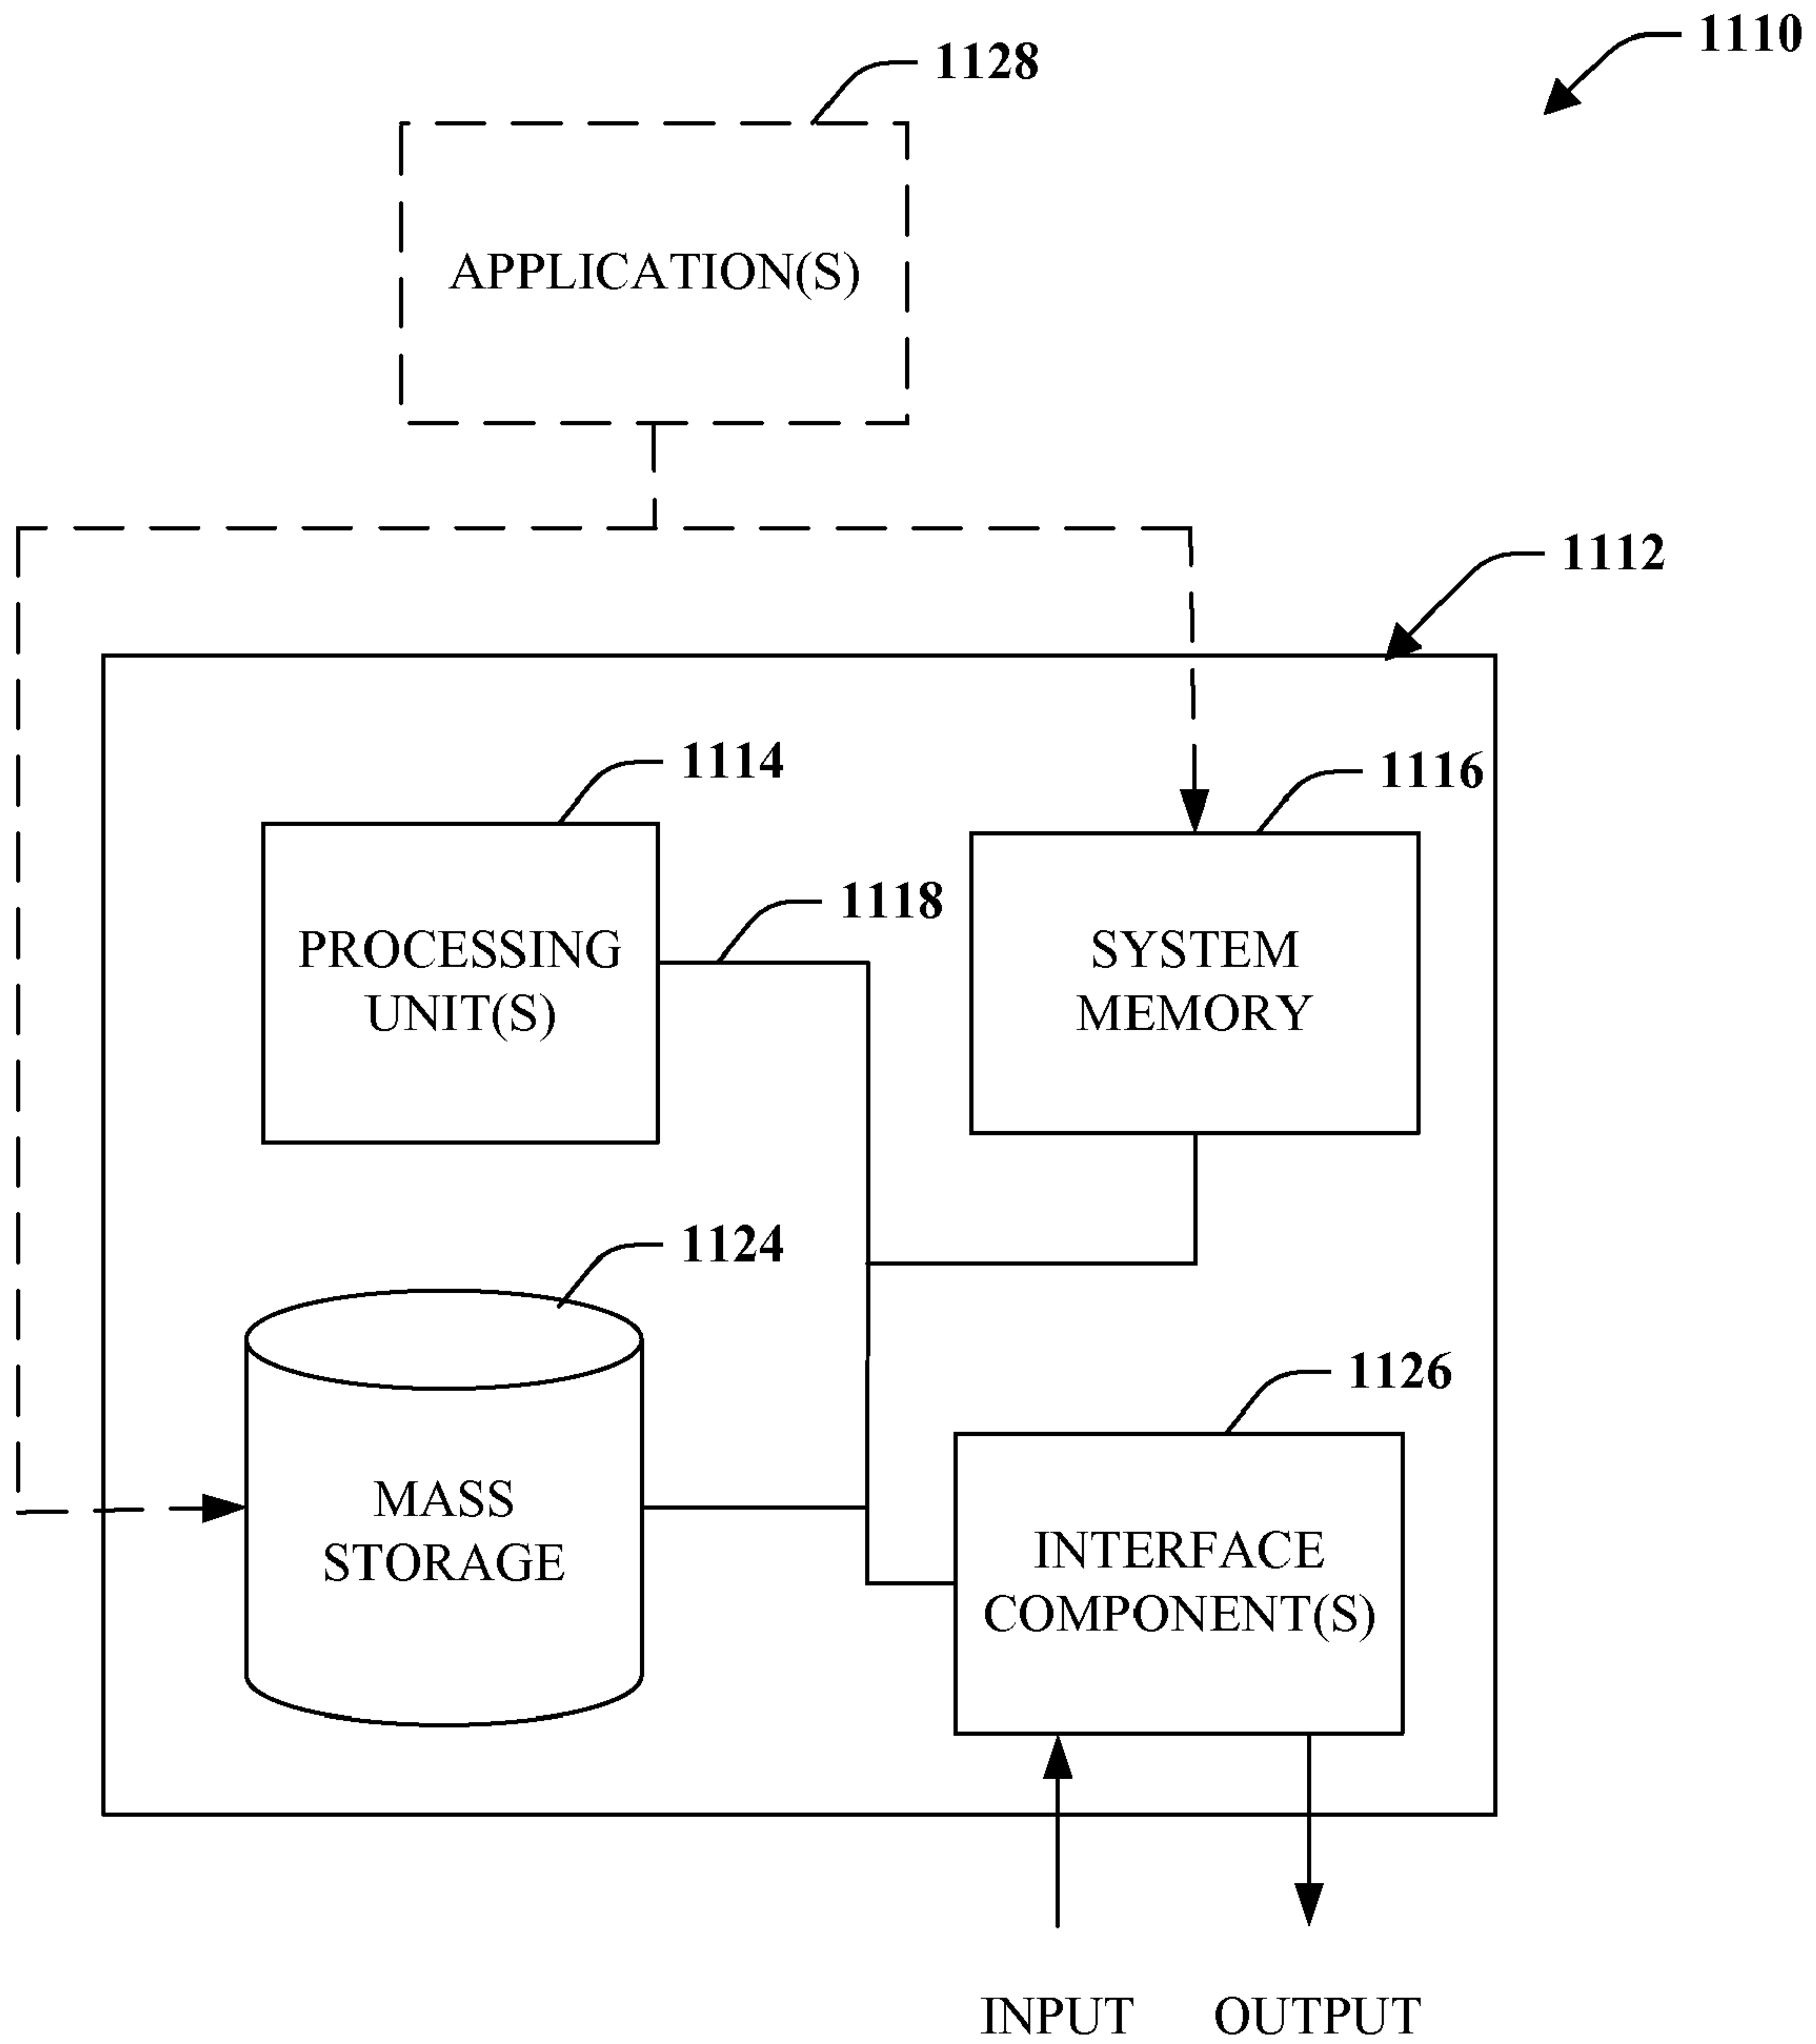 1110
1128
APPLICATION(S)
1112
1114
1116
1118
PROCESSING
UNIT(S)
SYSTEM
MEMORY
1124
1126
MASS
STORAGE
INTERFACE
COMPONENT(S)
INPUT
OUTPUT